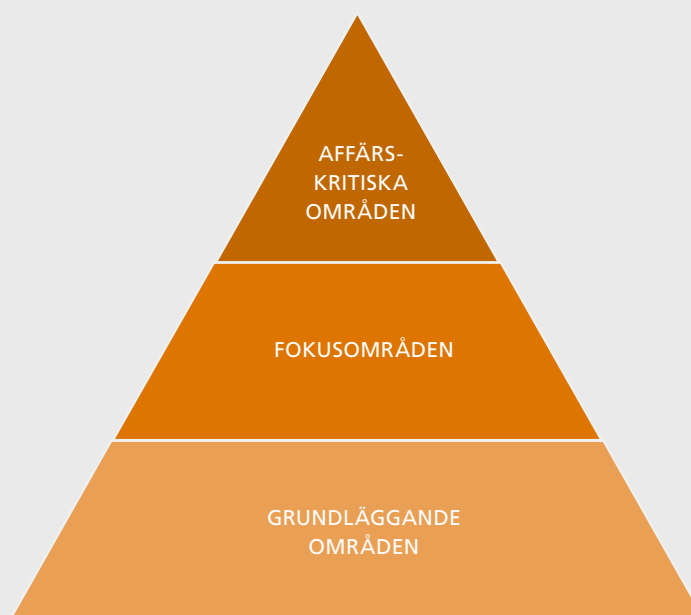 AFFÄRS-
KRITISKA
OMRÅDEN
FOKUSOMRÅDEN
GRUNDLÄGGANDE
OMRÅDEN